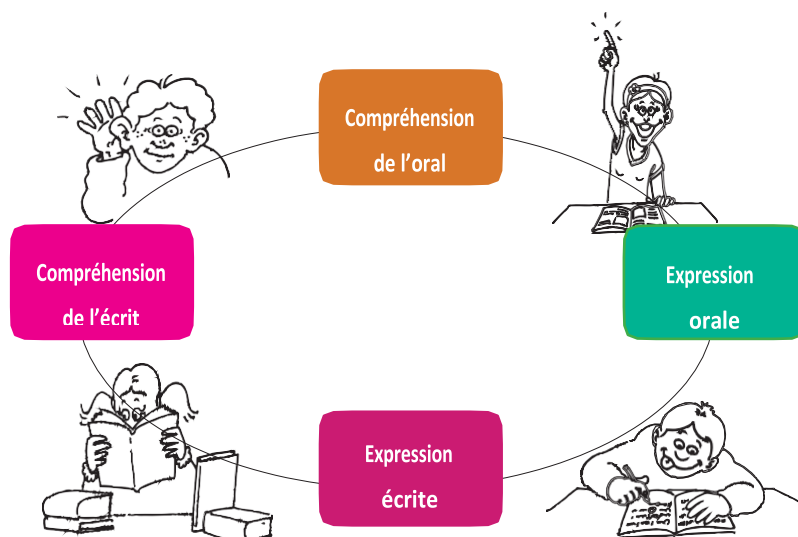 Compréhension
de l'oral
Compréhension
de l'écrit
Expression
orale
Expression
écrite